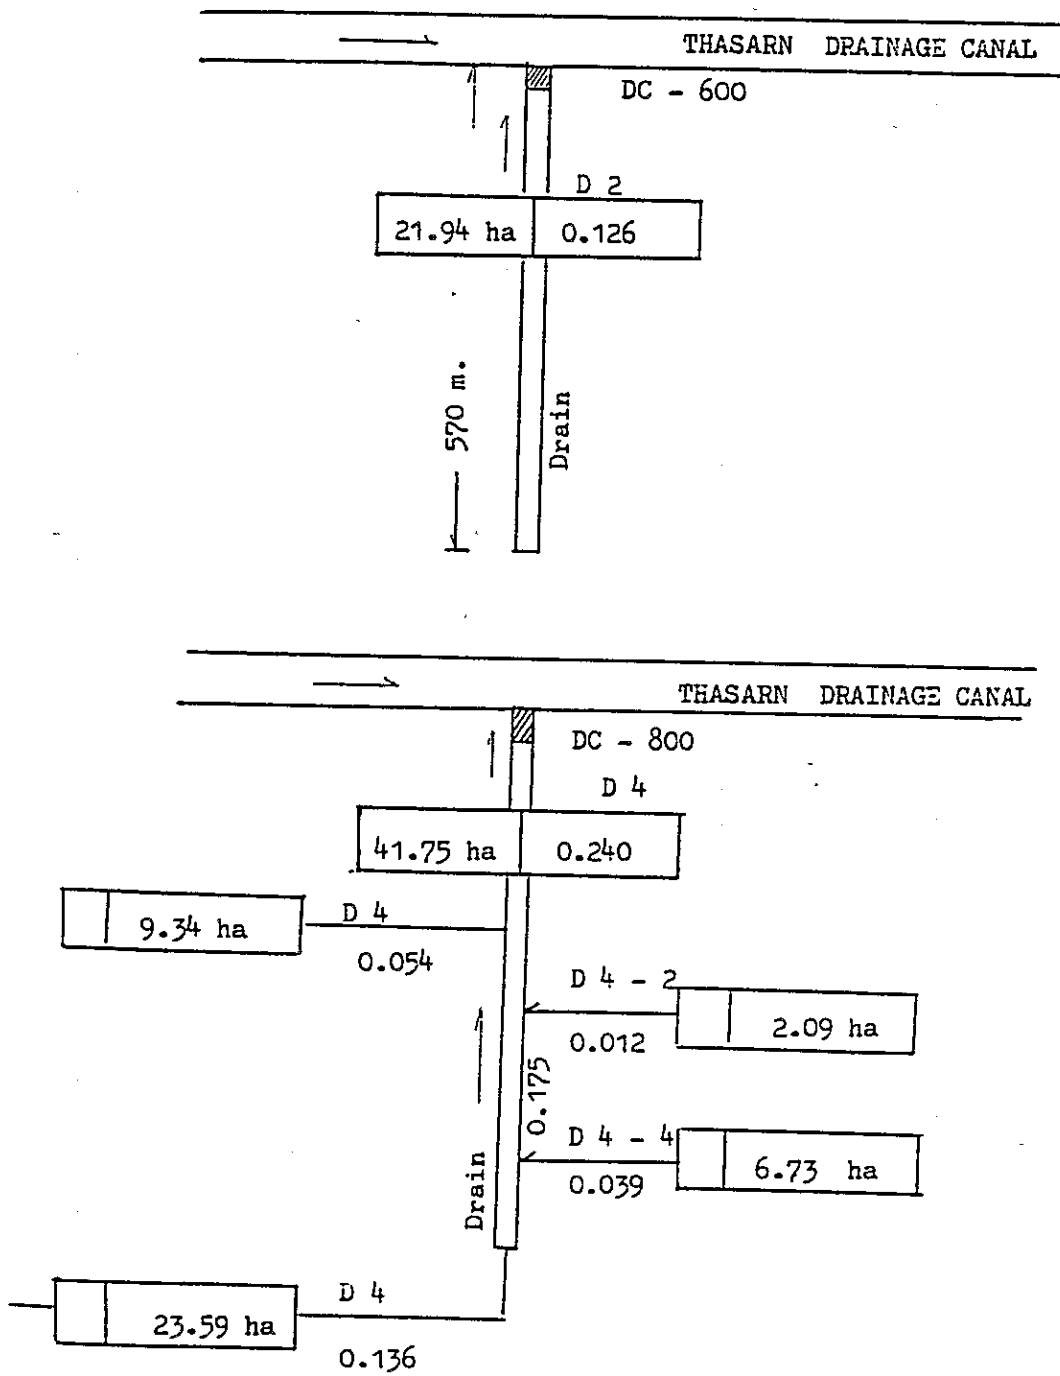 THASARN DRAINAGE CANAL
DC - 600
D 2
21.94 ha 0.126
570 m.
Drain
THASARN DRAINAGE CANAL
DC - 800
D 4
41.75 ha 0.240
9.34 ha
D 4
0.054
D 4 - 2
0.012
2.09 ha
0.175
D 4 - 4
0.039
6.73 ha
Drain
23.59 ha
D 4
0.136